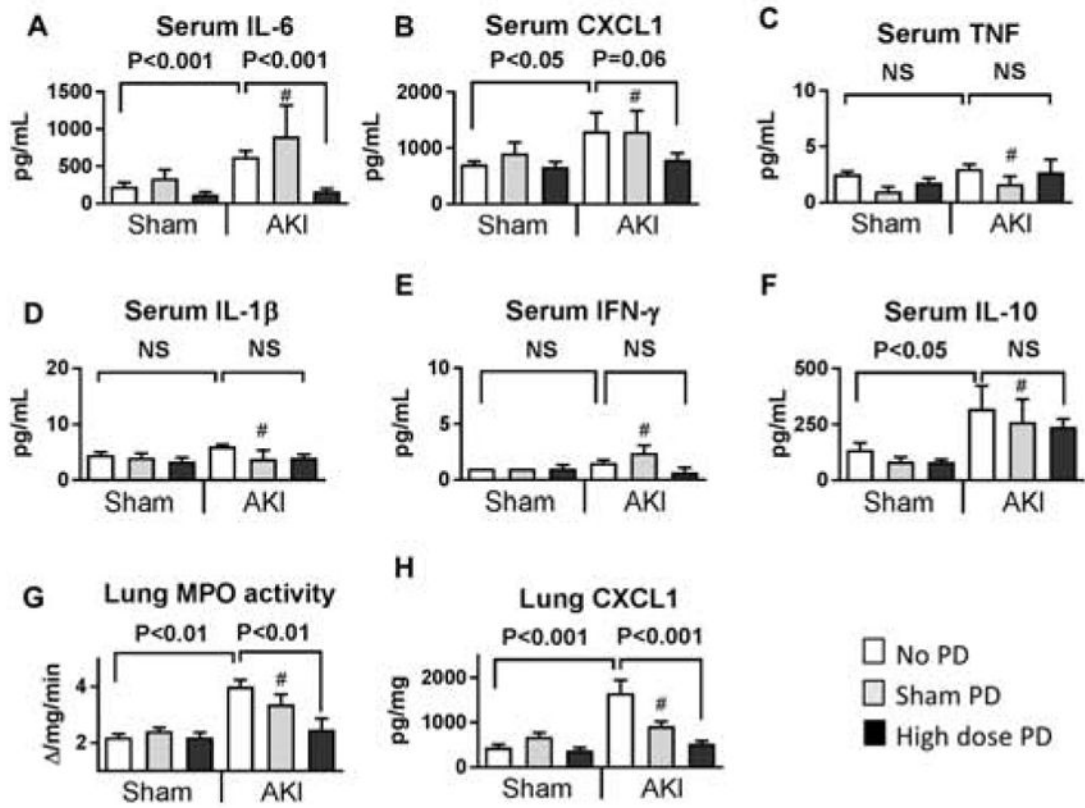 A Serum IL-6
P<0.001 P<0.001
pg/mL
1500
1000
500
0
#
Sham AKI
B Serum CXCL1
P<0.05 P=0.06
pg/mL
2000
1000
0
#
Sham AKI
C Serum TNF
NS NS
pg/mL
10
5
0
#
Sham AKI
D Serum IL-1β
NS NS
pg/mL
20
10
0
#
Sham AKI
E Serum IFN-γ
NS NS
pg/mL
10
5
0
#
Sham AKI
F Serum IL-10
P<0.05 NS
pg/mL
500
250
0
#
Sham AKI
G Lung MPO activity
P<0.01 P<0.01
Δ/mg/min
4
2
#
Sham AKI
H Lung CXCL1
P<0.001 P<0.001
pg/mg
2000
1000
0
#
Sham AKI
No PD
Sham PD
High dose PD